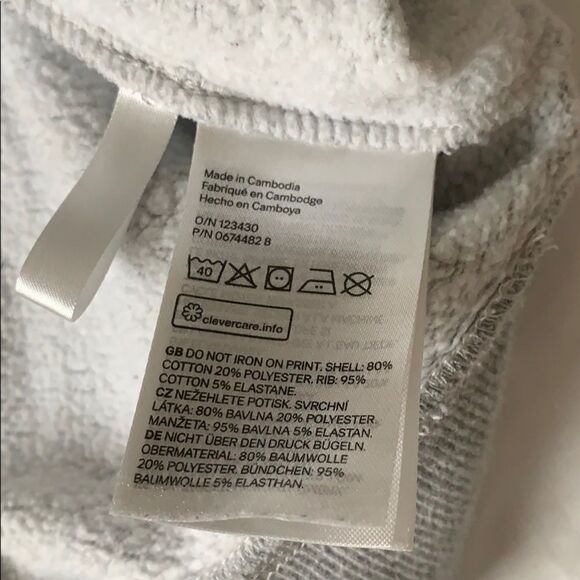 Made in Cambodia
Fabriqué en Cambodge
Hecho en Camboya
O/N 123430
P/N 0674482 8
40
clevercare.info
GB DO NOT IRON ON PRINT. SHELL: 80%
COTTON 20% POLYESTER. RIB: 95%
COTTON 5% ELASTANE.
CZ NEŽEHLETE POTISK. SVRCHNÍ
LÁTKA: 80% BAVLNA 20% POLYESTER.
MANŽETA: 95% BAVLNA 5% ELASTAN.
DE NICHT ÜBER DEN DRUCK BÜGELN.
OBERMATERIAL: 80% BAUMWOLLE
20% POLYESTER. BÜNDCHEN: 95%
BAUMWOLLE 5% ELASTHAN.